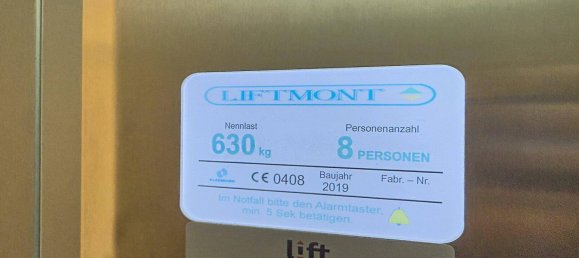 LIFTMONT
Nennlast
630 kg
Personenanzahl
8 PERSONEN
CE 0408
Baujahr
2019
Fabr. – Nr.
Im Notfall bitte den Alarmtaster
min. 5 Sek betätigen.
lift